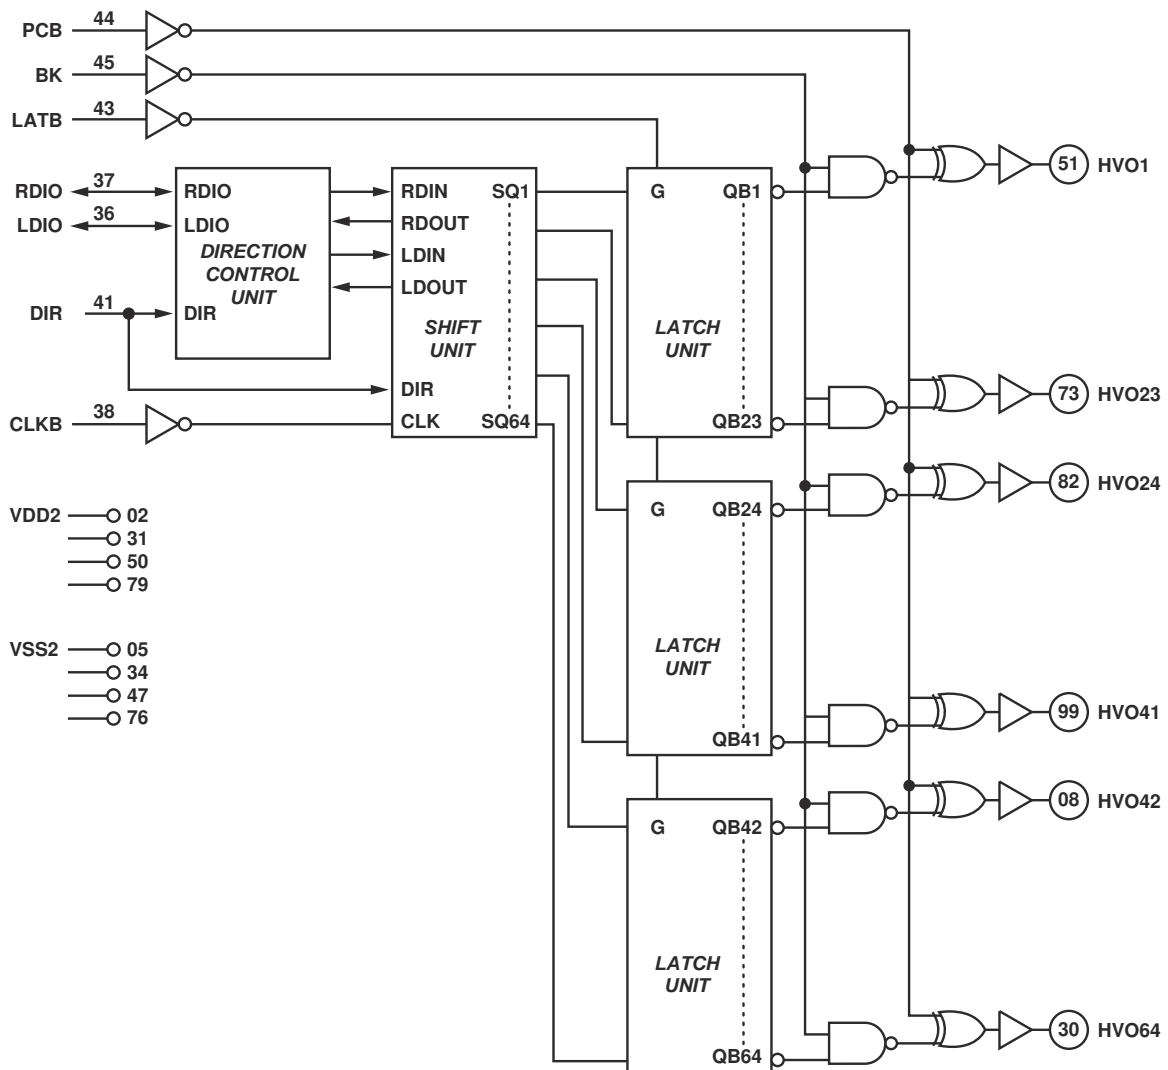 PCB 44
BK 45
LATB 43
RDIO 37 RDIO RDIN SQ1 G QB1 51 HVO1
LDIO 36 LDIO RDOUT
DIRECTION
CONTROL
UNIT
LDIN
LDOUT
DIR 41 DIR
SHIFT
UNIT
LATCH
UNIT
DIR
CLKB 38 CLK SQ64 QB23 73 HVO23
G QB24 82 HVO24
VDD2 02
31
50
79
VSS2 05
34
47
76
LATCH
UNIT
QB41 99 HVO41
G QB42 08 HVO42
LATCH
UNIT
QB64 30 HVO64